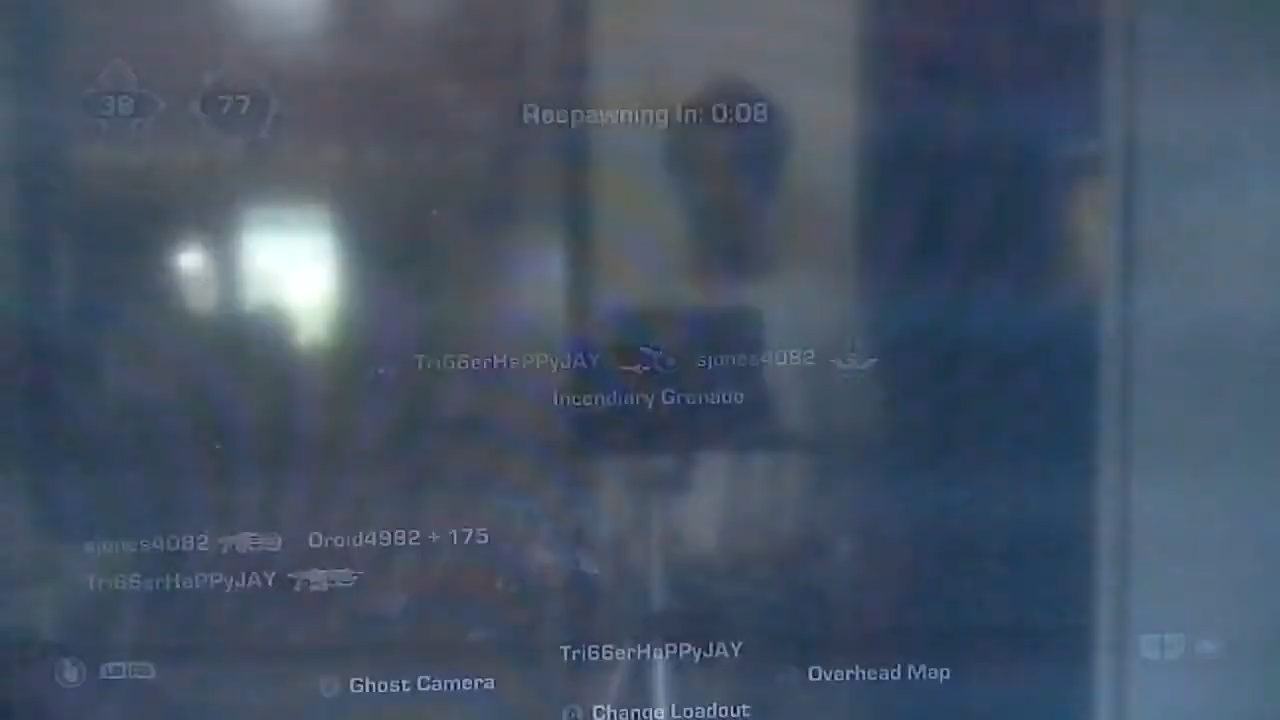 38 77
Respawning In: 0:08
Tri66erHaPPyJAY sjones4082
Incendiary Grenade
sjones4082 Droid4982 + 175
Tri66erHaPPyJAY
Tri66erHaPPyJAY
Ghost Camera
Overhead Map
Change Loadout